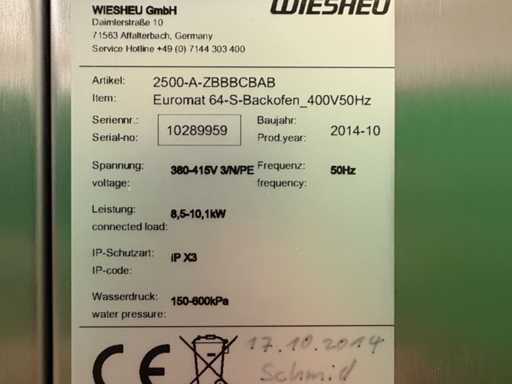 WIESHEU GmbH
WIESHEU
Daimlerstraße 10
71563 Affalterbach, Germany
Service Hotline +49 (0) 7144 303 400
Artikel: 2500-A-ZBBBCBAB
Item: Euromat 64-S-Backofen_400V50Hz
Seriennr.: Baujahr:
10289959 2014-10
Serial-no: Prod.year:
Spannung: 380-415V 3/N/PE Frequenz: 50Hz
voltage: frequency:
Leistung: 8,5-10,1kW
connected load:
IP-Schutzart: IP X3
IP-code:
Wasserdruck: 150-600kPa
water pressure:
CE 17.10.2014
Schmid